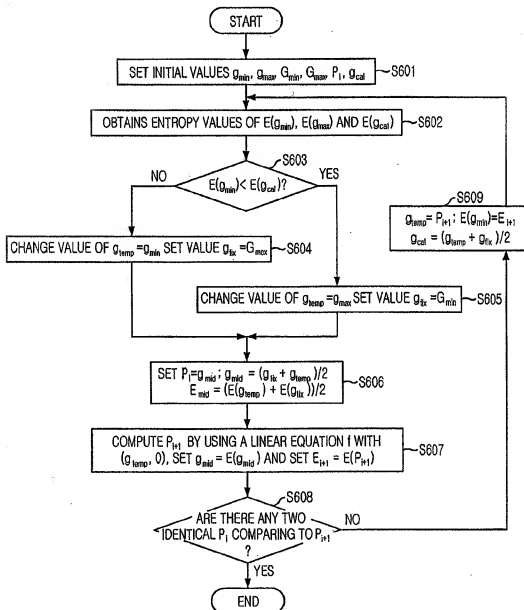 START
SET INITIAL VALUES g_min, g_max, G_min, G_max, P_i, g_cal
S601
OBTAINS ENTROPY VALUES OF E(g_min), E(g_max) AND E(g_cal)
S602
S603
NO
E(g_min)<E(g_cal)?
YES
S609
g_temp= P_i+1; E(g_min)=E_i+1
g_cal = (g_temp + g_fix)/2
CHANGE VALUE OF g_temp=g_min SET VALUE g_fix=G_max
S604
CHANGE VALUE OF g_temp=g_max SET VALUE g_fix=G_min
S605
SET P_i=g_mid; g_mid = (g_fix + g_temp)/2
E_mid = (E(g_temp) + E(g_fix))/2
S606
COMPUTE P_i+1 BY USING A LINEAR EQUATION f WITH
(g_temp, 0), SET g_mid = E(g_mid) AND SET E_i+1 = E(P_i+1)
S607
S608
ARE THERE ANY TWO
IDENTICAL P_i COMPARING TO P_i+1
?
NO
YES
END